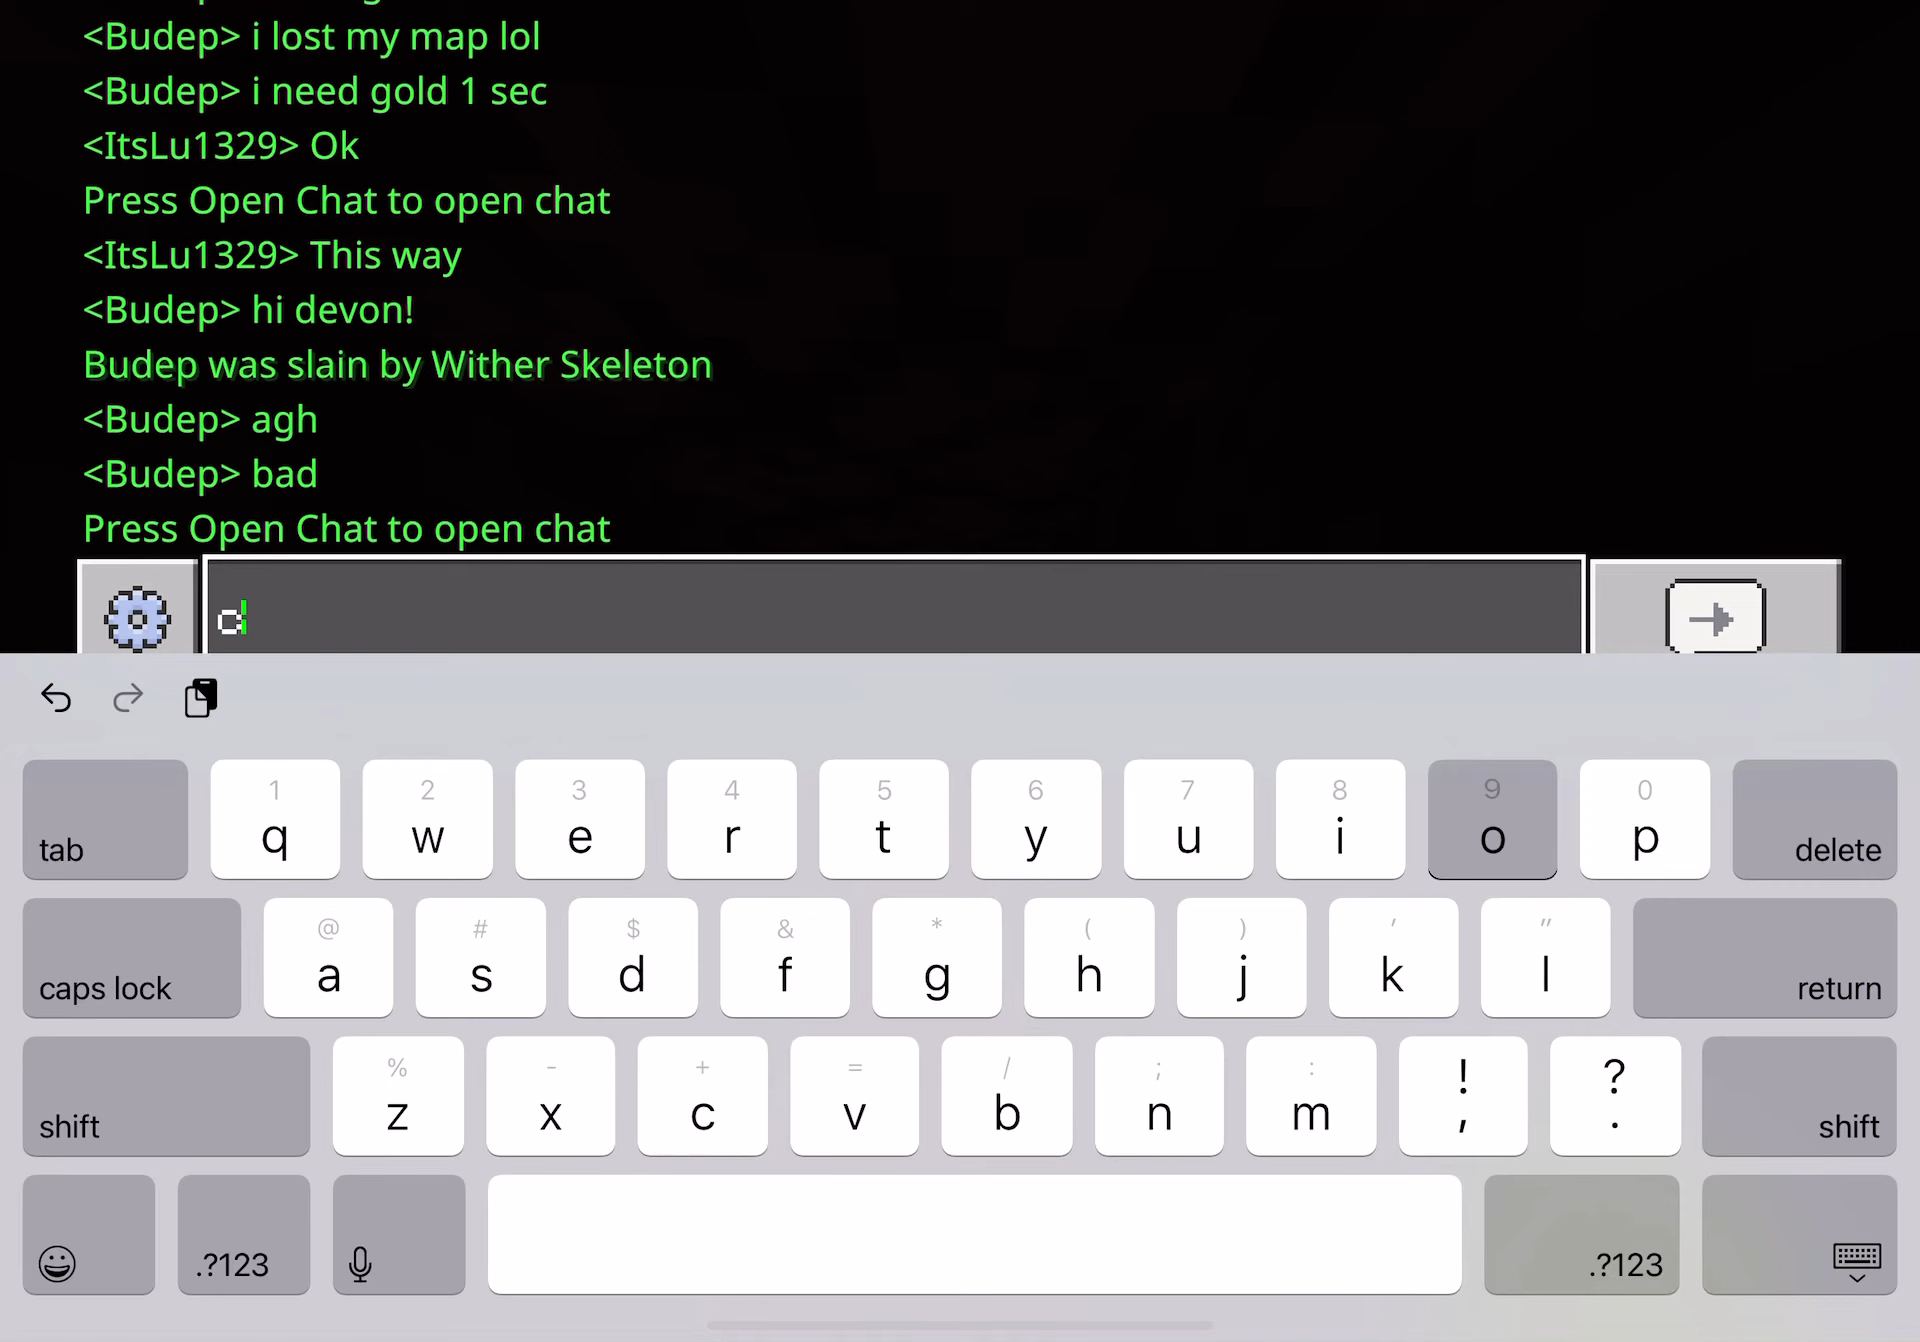 <Budep> i lost my map lol
<Budep> i need gold 1 sec
<ItsLu1329> Ok
Press Open Chat to open chat
<ItsLu1329> This way
<Budep> hi devon!
Budep was slain by Wither Skeleton
<Budep> agh
<Budep> bad
Press Open Chat to open chat
c
1 2 3 4 5 6 7 8 9 0
tab q w e r t y u i o p delete
@ # $ & * ( ) ' "
caps lock a s d f g h j k l return
% - + = / ; : ! ?
shift z x c v b n m , . shift
.?123 .?123